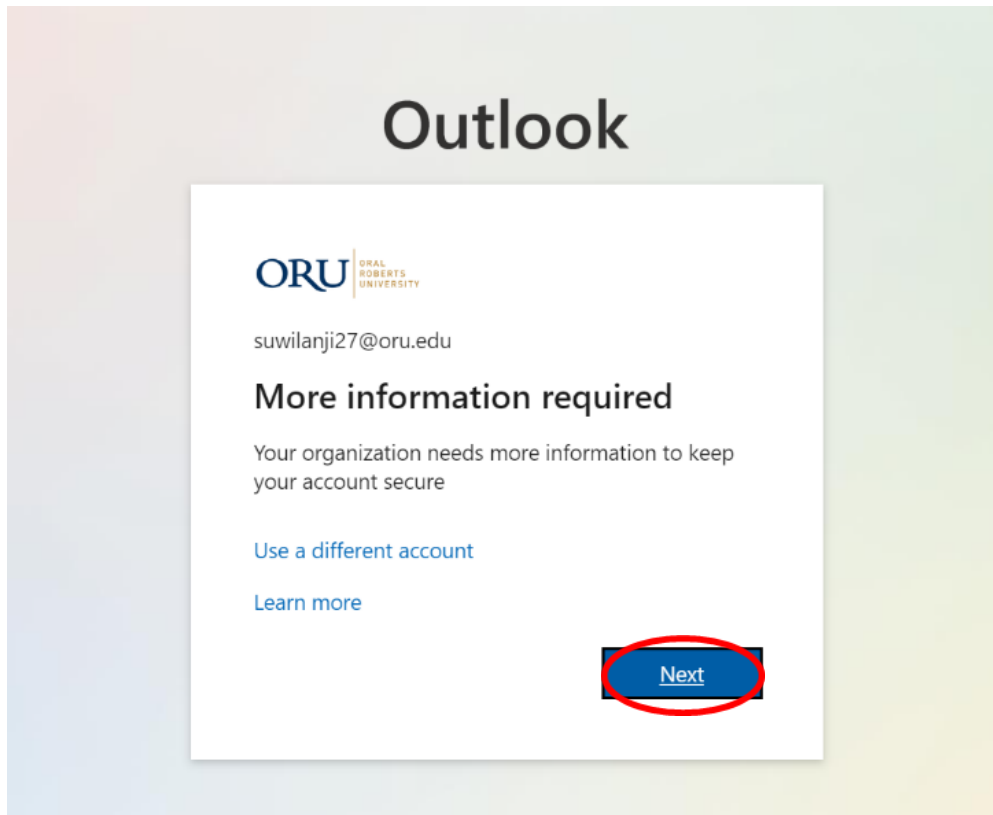 Outlook
ORU
ORAL
ROBERTS
UNIVERSITY
suwilanji27@oru.edu
More information required
Your organization needs more information to keep
your account secure
Use a different account
Learn more
Next